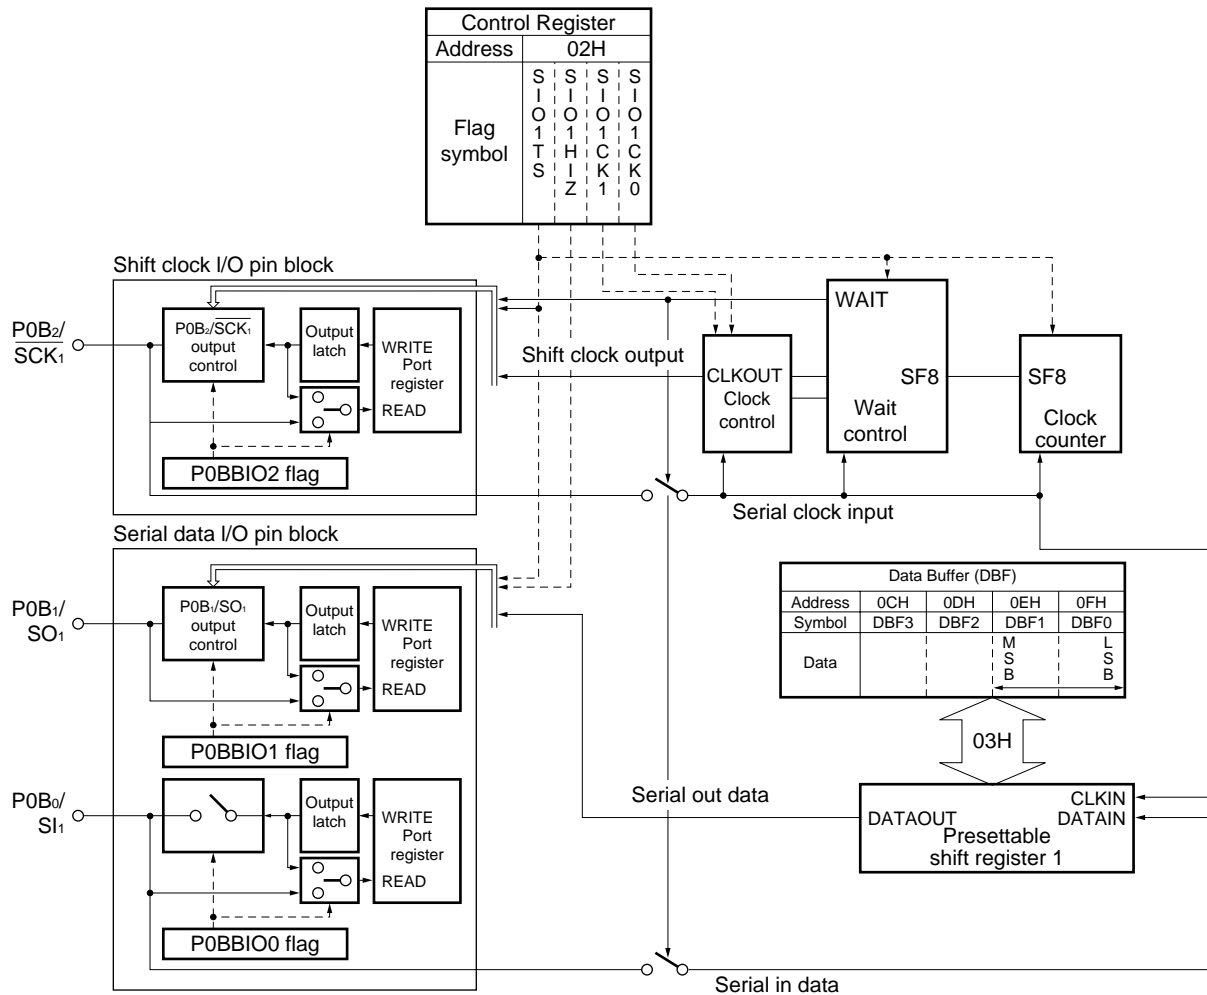 Control Register
Address 02H
Flag symbol
SIO1TS
SIO1HIZ
SIO1CK1
SIO1CK0
Shift clock I/O pin block
P0B2/
SCK1
P0B2/SCK1
output
control
Output
latch
WRITE
Port
register
READ
P0BBIO2 flag
Shift clock output
CLKOUT
Clock
control
WAIT
SF8
Wait
control
SF8
Clock
counter
Serial clock input
Serial data I/O pin block
P0B1/
SO1
P0B1/SO1
output
control
Output
latch
WRITE
Port
register
READ
P0BBIO1 flag
P0B0/
SI1
Output
latch
WRITE
Port
register
READ
P0BBIO0 flag
Data Buffer (DBF)
Address 0CH 0DH 0EH 0FH
Symbol DBF3 DBF2 DBF1 DBF0
Data MSB LSB
03H
Serial out data
DATAOUT
CLKIN
DATAIN
Presettable
shift register 1
Serial in data